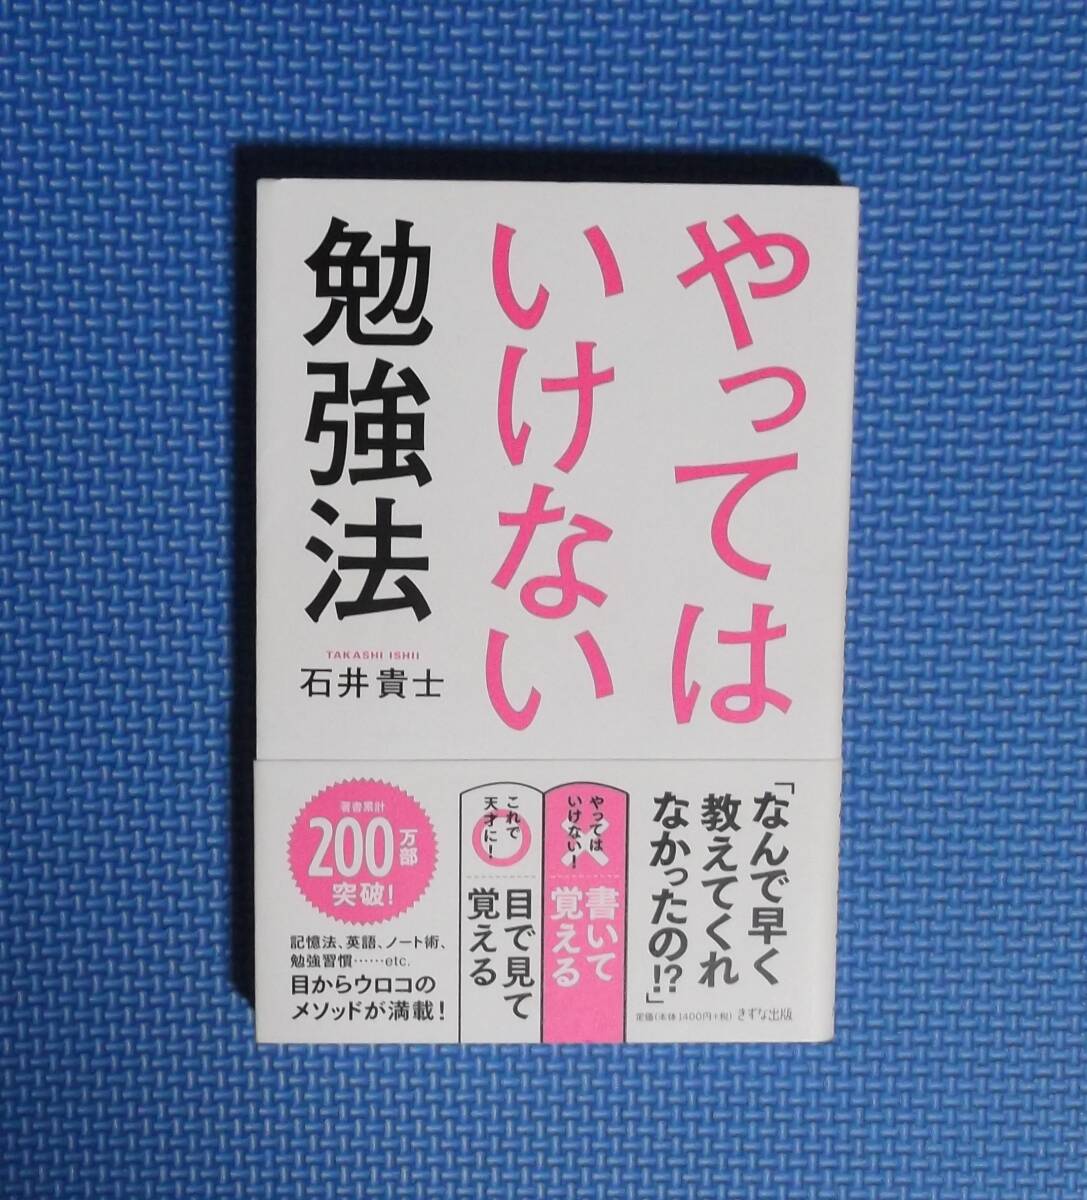 やっては
いけない
勉強法
TAKASHI ISHII
石井貴士
「なんで早く
教えてくれ
なかったの!?」
定価(本体1400円+税) きずな出版
やっては
いけない!
書いて
覚える
これで
天才に!
目で見て
覚える
著書累計
200万部
突破!
記憶法、英語、ノート術、
勉強習慣……etc.
目からウロコの
メソッドが満載!